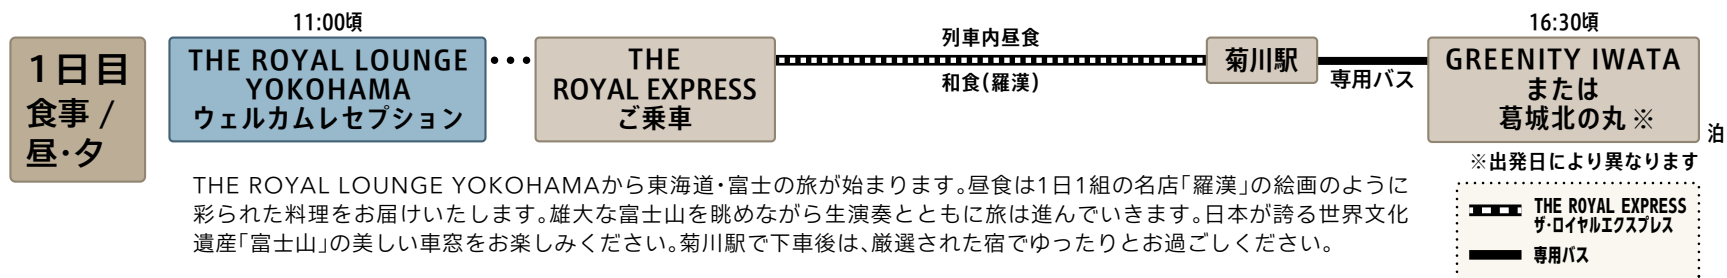 1日目
食事 /
昼・夕
11:00頃
THE ROYAL LOUNGE
YOKOHAMA
ウェルカムレセプション
THE
ROYAL EXPRESS
ご乗車
列車内昼食
和食(羅漢)
菊川駅
専用バス
16:30頃
GREENITY IWATA
または
葛城北の丸※
泊
※出発日により異なります
THE ROYAL LOUNGE YOKOHAMAから東海道・富士の旅が始まります。昼食は1日1組の名店「羅漢」の絵画のように
彩られた料理をお届けいたします。雄大な富士山を眺めながら生演奏とともに旅は進んでいきます。日本が誇る世界文化
遺産「富士山」の美しい車窓をお楽しみください。菊川駅で下車後は、厳選された宿でゆったりとお過ごしください。
THE ROYAL EXPRESS
ザ・ロイヤルエクスプレス
専用バス